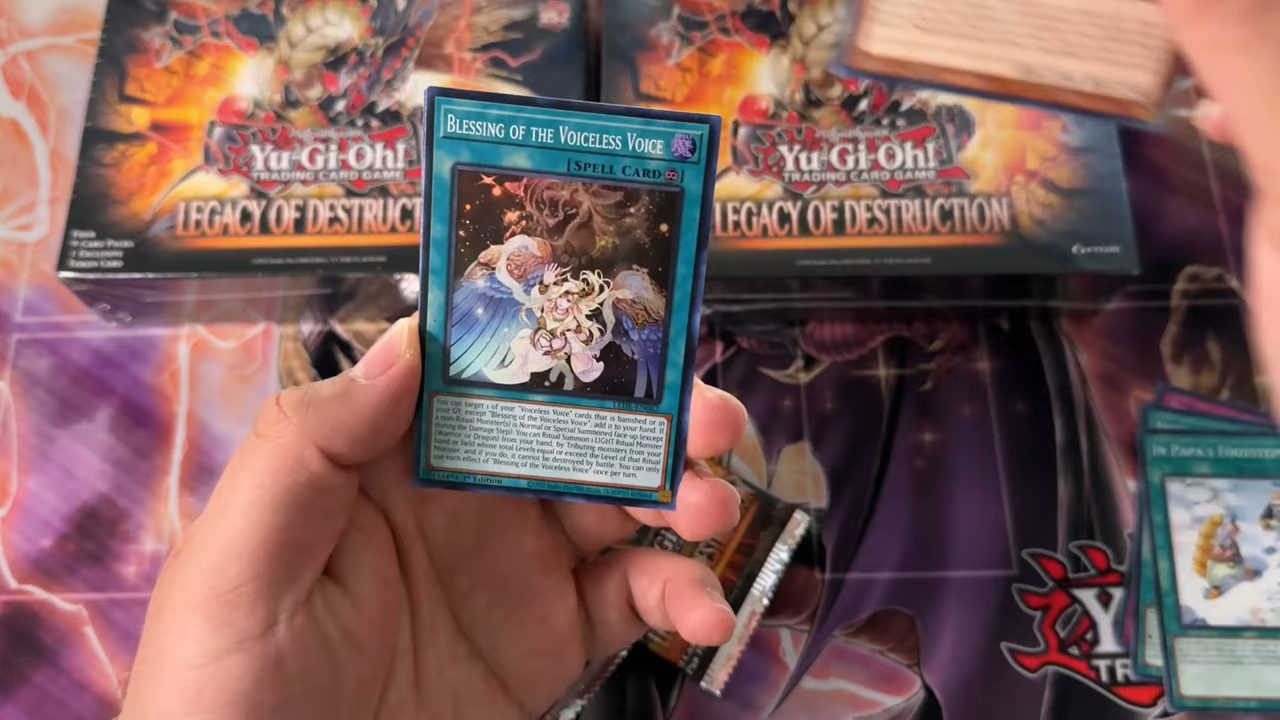 Yu-Gi-Oh!
TRADING CARD GAME
LEGACY OF DESTRUCT
Yu-Gi-Oh!
TRADING CARD GAME
LEGACY OF DESTRUCTION
BLESSING OF THE VOICELESS VOICE
[SPELL CARD ]
You can target 1 of your "Voiceless Voice" cards that is banished or in
your GY, except "Blessing of the Voiceless Voice"; add it to your hand. If
a non-Ritual Monster(s) is Normal or Special Summoned face-up (except
during the Damage Step): You can Ritual Summon 1 LIGHT Ritual Monster
(Warrior or Dragon) from your hand, by Tributing monsters from your
hand or field whose total Levels equal or exceed the Level of that Ritual
Monster, and if you do, it cannot be destroyed by battle. You can only
use each effect of "Blessing of the Voiceless Voice" once per turn.
1st Edition
IN PAPA'S FOOTSTEP
Y
TR